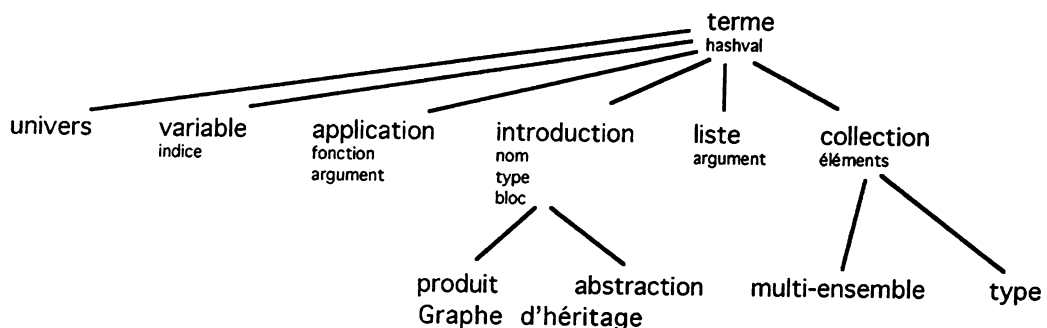 terme
hashval
univers
variable
indice
application
fonction
argument
introduction
nom
type
bloc
liste
argument
collection
éléments
produit
abstraction
multi-ensemble
type
Graphe d'héritage